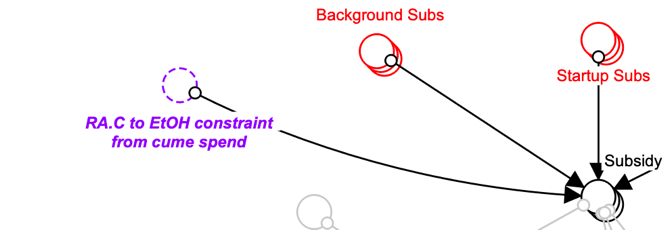 Background Subs
Startup Subs
RA.C to EtOH constraint
from cume spend
Subsidy